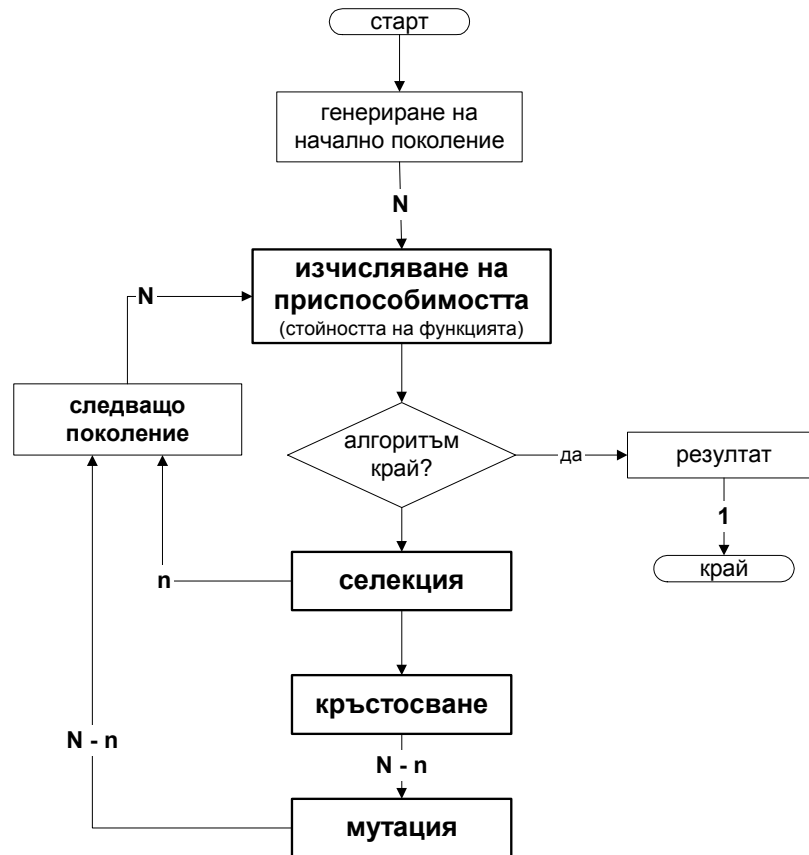 старт
генериране на
начално поколение
N
изчисляване на
приспособимостта
(стойността на функцията)
N
следващо
поколение
алгоритъм
край?
да
резултат
1
край
селекция
n
кръстосване
N - n
N - n
мутация